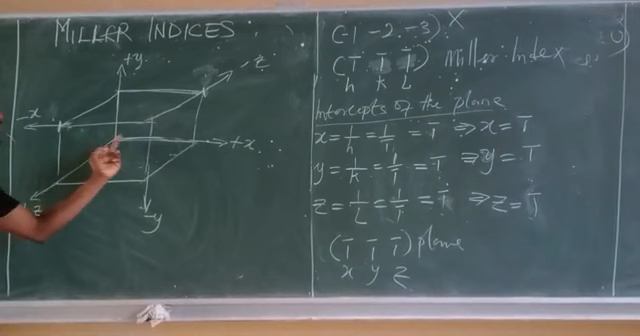 MILLER INDICES:
+y
-z
-x
+x
z
-y
(-1 -2 -3) X
(1̄ 1̄ 1̄) Miller Index
h k L
Intercepts of the plane
x = 1/h = 1/1̄ = 1̄ ⇒ x = 1̄
y = 1/k = 1/1̄ = 1̄ ⇒ y = 1̄
z = 1/L = 1/1̄ = 1̄ ⇒ z = 1̄
(1̄ 1̄ 1̄) plane
x y z